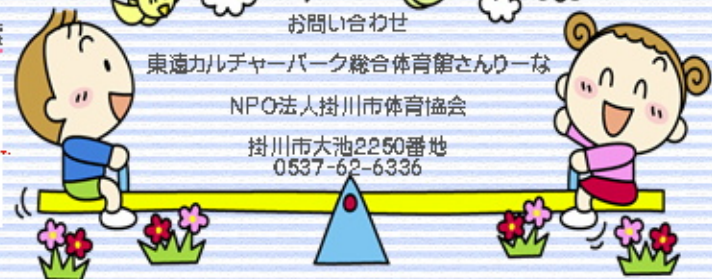 お問い合わせ
東遠カルチャーパーク総合体育館さんりーな
NPO法人掛川市体育協会
掛川市大池2250番地
0537-62-6336